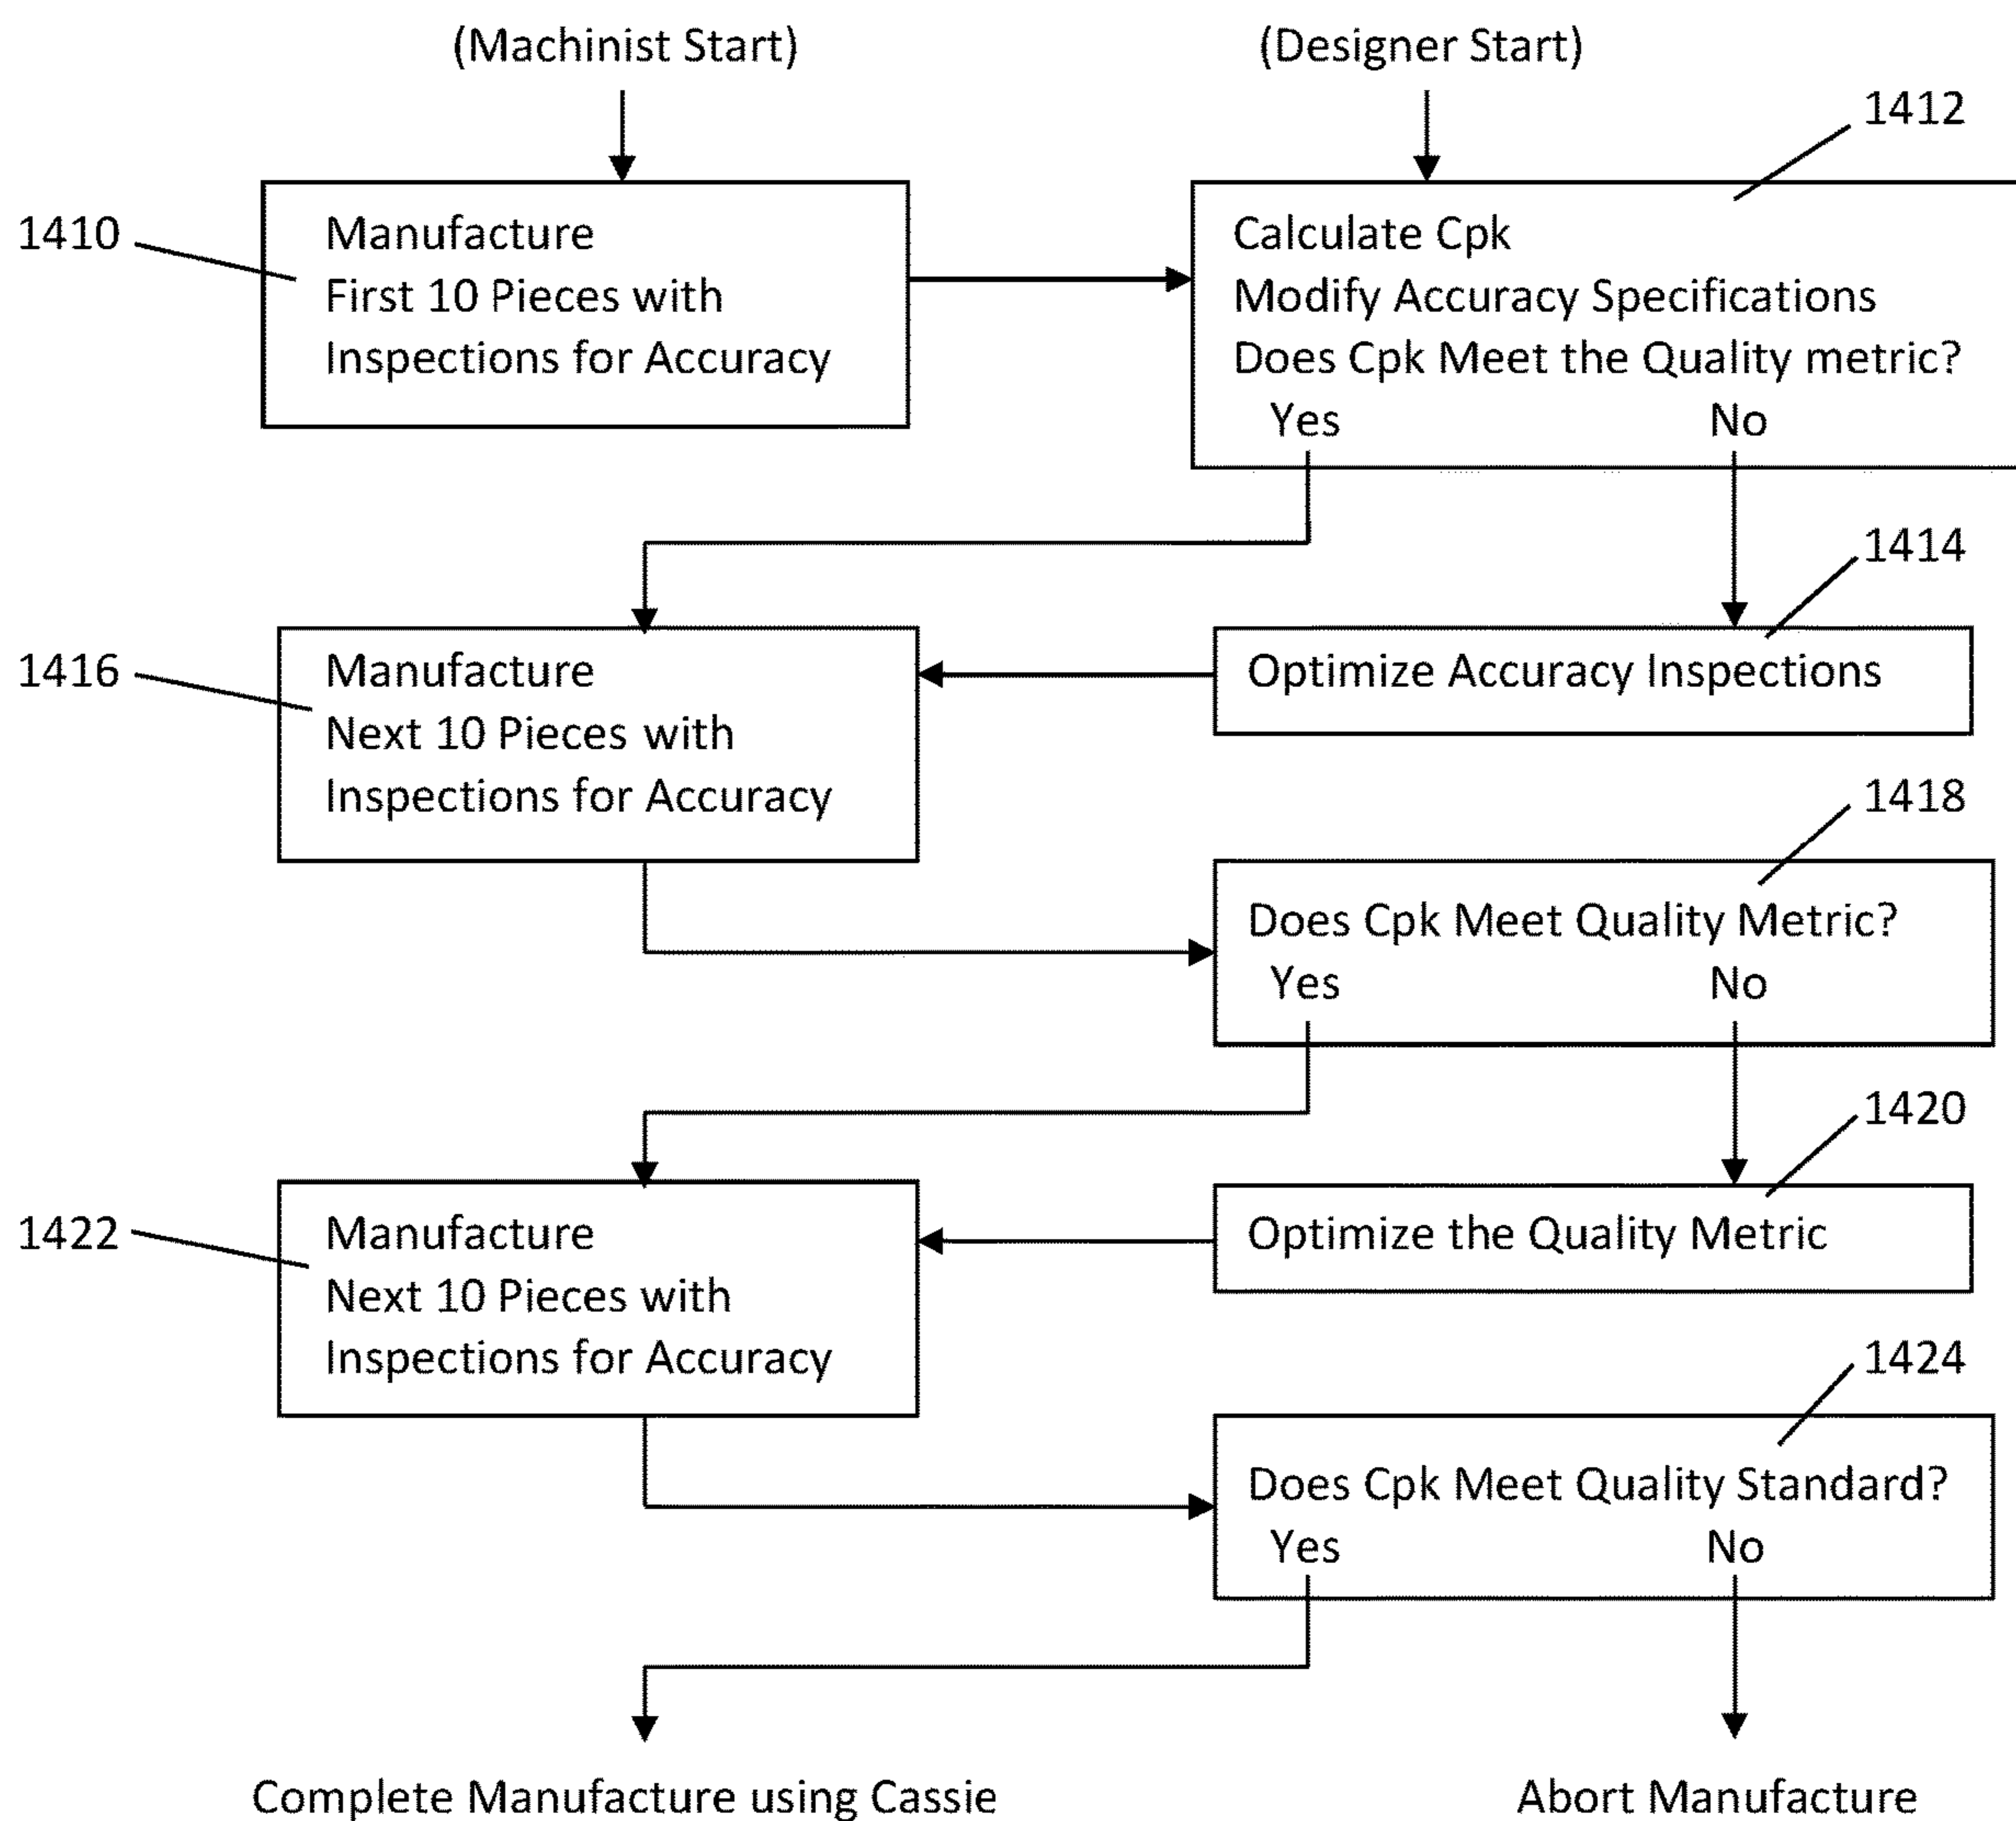 (Machinist Start)
(Designer Start)
1412
1410
Manufacture
First 10 Pieces with
Inspections for Accuracy
Calculate Cpk
Modify Accuracy Specifications
Does Cpk Meet the Quality metric?
Yes
No
1414
1416
Manufacture
Next 10 Pieces with
Inspections for Accuracy
Optimize Accuracy Inspections
1418
Does Cpk Meet Quality Metric?
Yes
No
1420
1422
Manufacture
Next 10 Pieces with
Inspections for Accuracy
Optimize the Quality Metric
1424
Does Cpk Meet Quality Standard?
Yes
No
Complete Manufacture using Cassie
Abort Manufacture